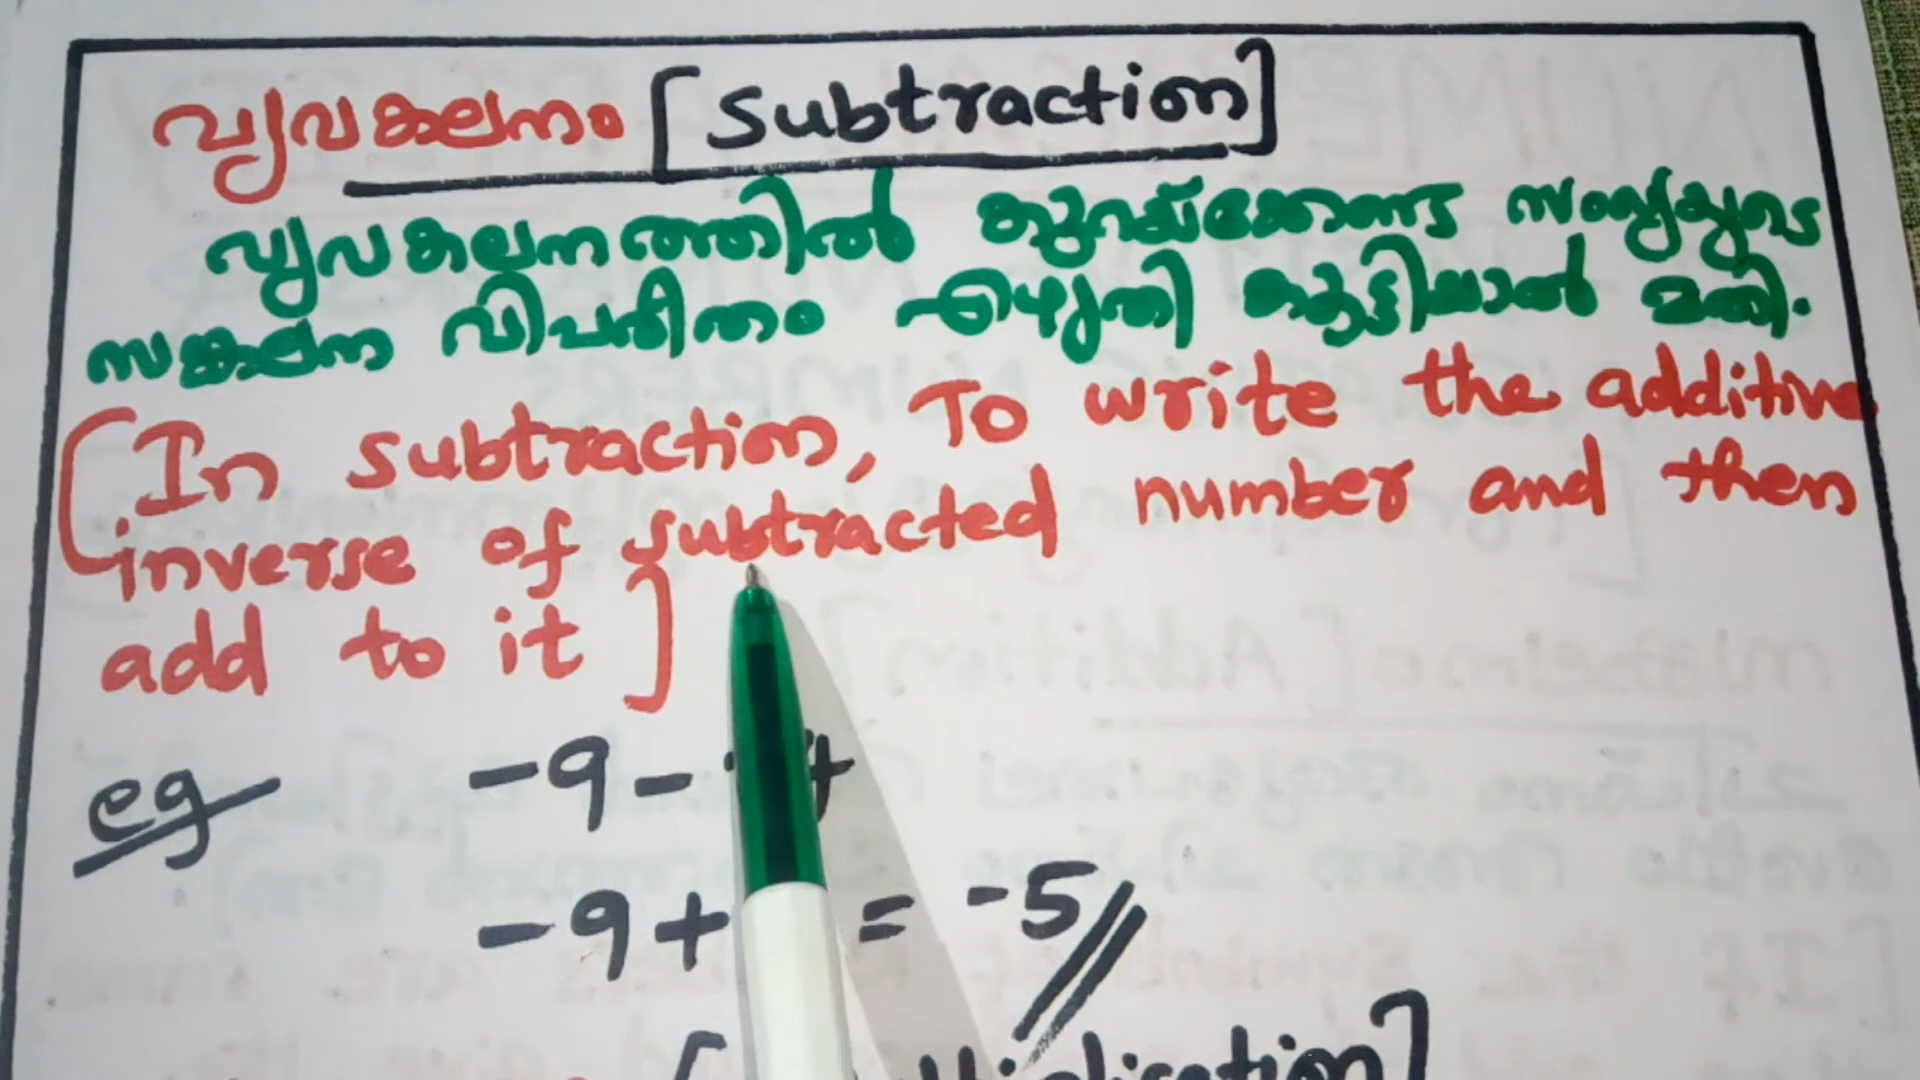 വ്യവകലനം [Subtraction]
വ്യവകലനത്തിൽ കുറയ്ക്കേണ്ട സംഖ്യയുടെ
സങ്കലന വിപരീതം എഴുതി കൂട്ടിയാൽ മതി.
[In subtraction, To write the additive
inverse of subtracted number and then
add to it]
eg -9-
-9+ = -5